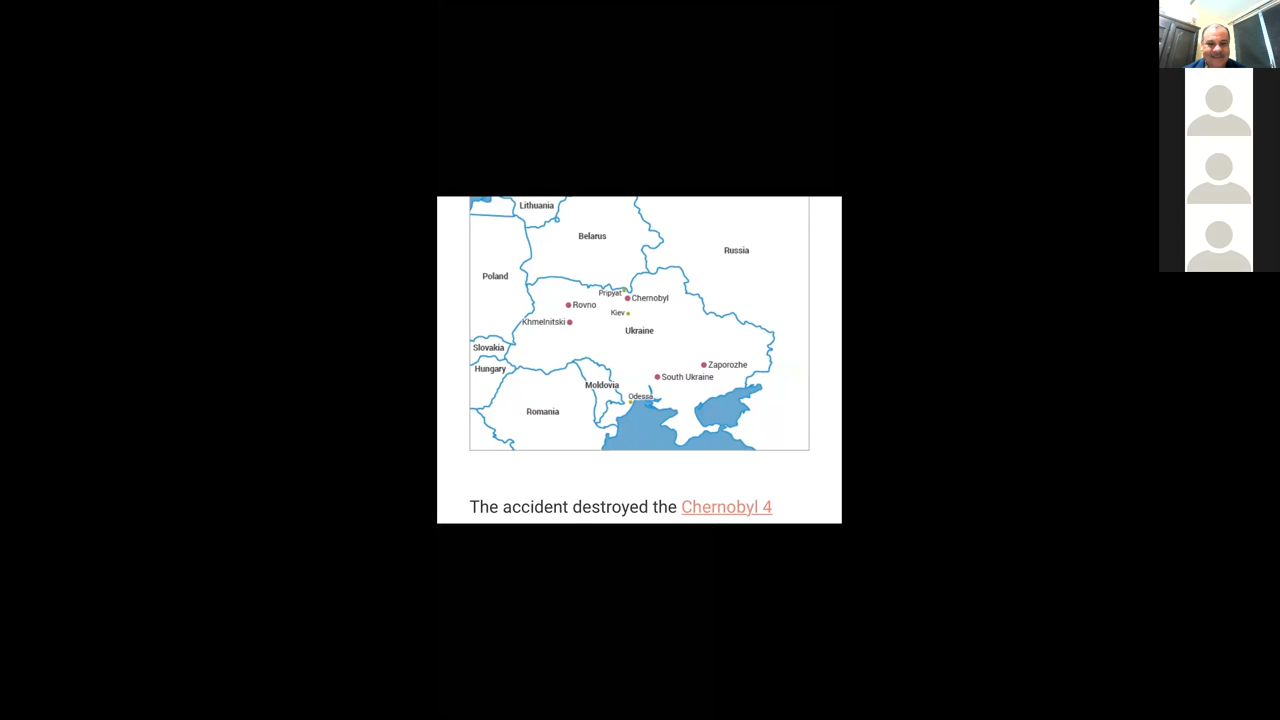 Lithuania
Belarus
Russia
Poland
Pripyat
Chernobyl
Rovno
Kiev
Khmelnitski
Ukraine
Slovakia
Zaporozhe
Hungary
South Ukraine
Moldovia
Odessa
Romania
The accident destroyed the Chernobyl 4